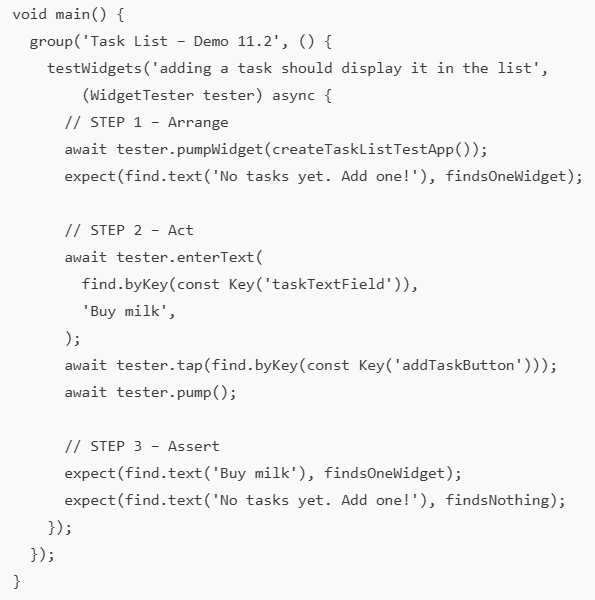 void main() {
  group('Task List – Demo 11.2', () {
    testWidgets('adding a task should display it in the list',
        (WidgetTester tester) async {
      // STEP 1 – Arrange
      await tester.pumpWidget(createTaskListTestApp());
      expect(find.text('No tasks yet. Add one!'), findsOneWidget);

      // STEP 2 – Act
      await tester.enterText(
        find.byKey(const Key('taskTextField')),
        'Buy milk',
      );
      await tester.tap(find.byKey(const Key('addTaskButton')));
      await tester.pump();

      // STEP 3 – Assert
      expect(find.text('Buy milk'), findsOneWidget);
      expect(find.text('No tasks yet. Add one!'), findsNothing);
    });
  });
}